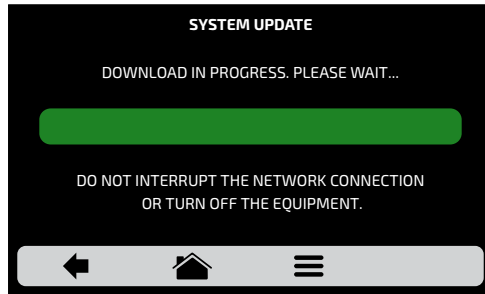 SYSTEM UPDATE
DOWNLOAD IN PROGRESS. PLEASE WAIT...
DO NOT INTERRUPT THE NETWORK CONNECTION
OR TURN OFF THE EQUIPMENT.